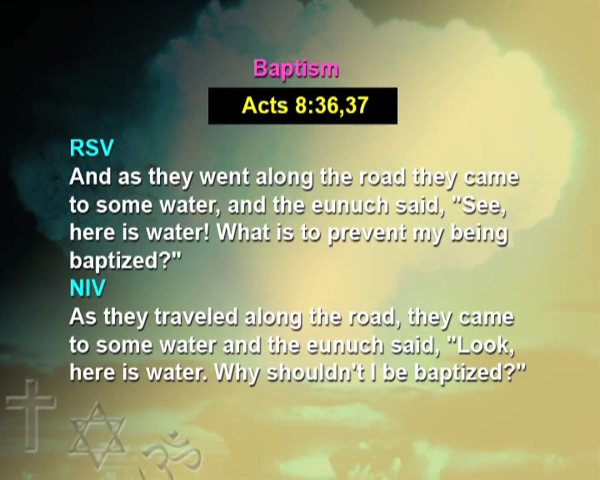 Baptism
Acts 8:36,37
RSV
And as they went along the road they came
to some water, and the eunuch said, "See,
here is water! What is to prevent my being
baptized?"
NIV
As they traveled along the road, they came
to some water and the eunuch said, "Look,
here is water. Why shouldn't I be baptized?"